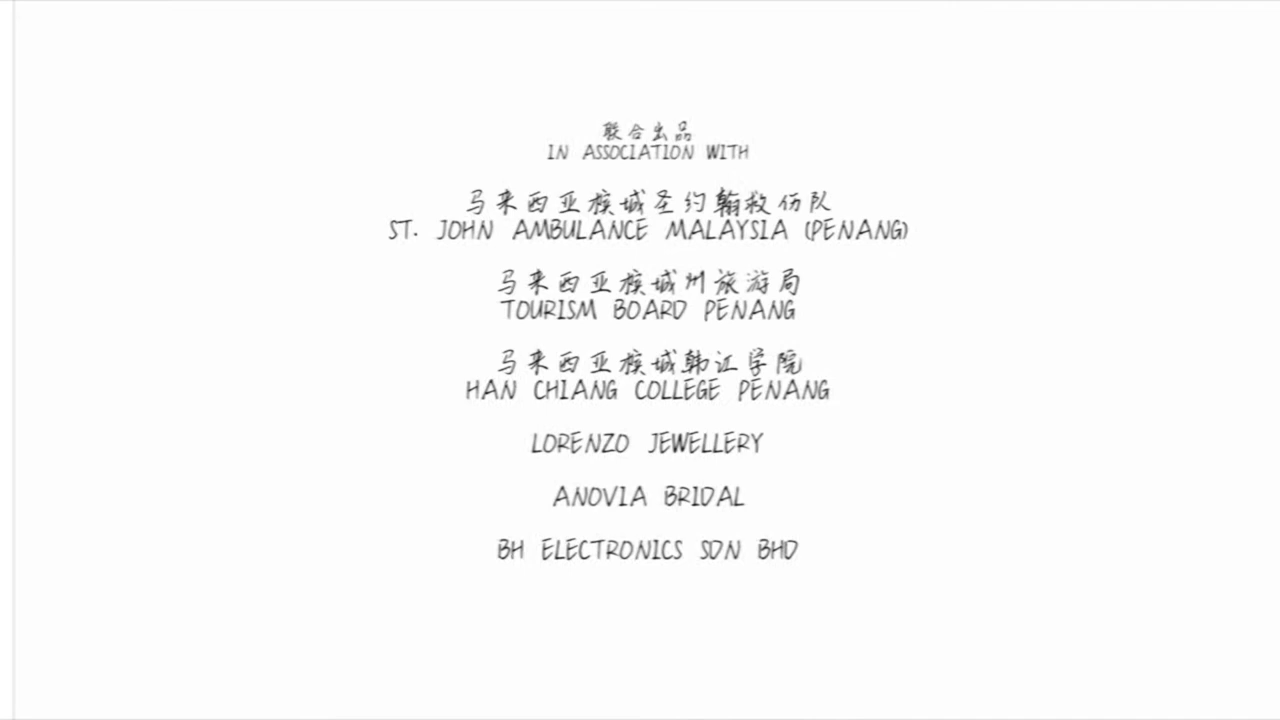 联合出品
IN ASSOCIATION WITH
马来西亚槟城圣约翰救伤队
ST. JOHN AMBULANCE MALAYSIA (PENANG)
马来西亚槟城州旅游局
TOURISM BOARD PENANG
马来西亚槟城韩江学院
HAN CHIANG COLLEGE PENANG
LORENZO JEWELLERY
ANOVIA BRIDAL
BH ELECTRONICS SDN BHD